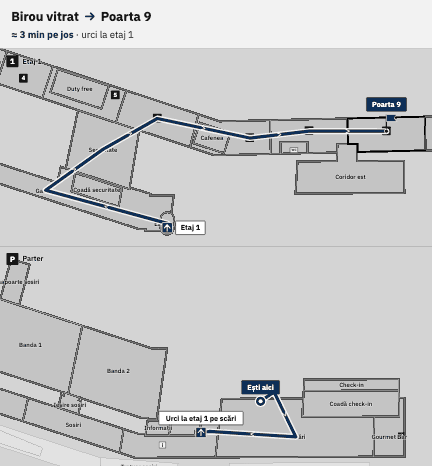 Birou vitrat → Poarta 9
≈ 3 min pe jos · urci la etaj 1
1 Etaj 1
4
Duty free
5
Poarta 9
Cafenea
Coridor est
Coadă securitate
Etaj 1
P Parter
Banda 1
Banda 2
Sosiri
Ești aici
Urci la etaj 1 pe scări
Informații
Check-in
Coadă check-in
Gourmet Bar